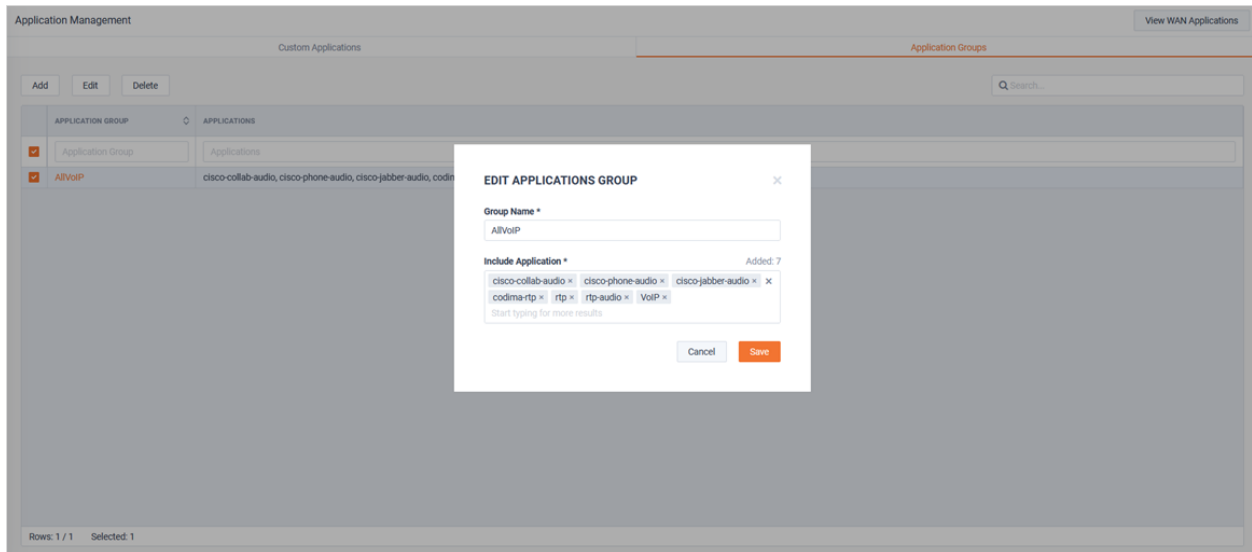 Application Management
View WAN Applications
Custom Applications
Application Groups
Add Edit Delete
Search...
APPLICATION GROUP APPLICATIONS
Application Group Applications
AllVoIP cisco-collab-audio, cisco-phone-audio, cisco-jabber-audio, codim
EDIT APPLICATIONS GROUP
Group Name *
AllVoIP
Include Application * Added: 7
cisco-collab-audio × cisco-phone-audio × cisco-jabber-audio ×
codima-rtp × rtp × rtp-audio × VoIP ×
Start typing for more results
Cancel Save
Rows: 1 / 1 Selected: 1